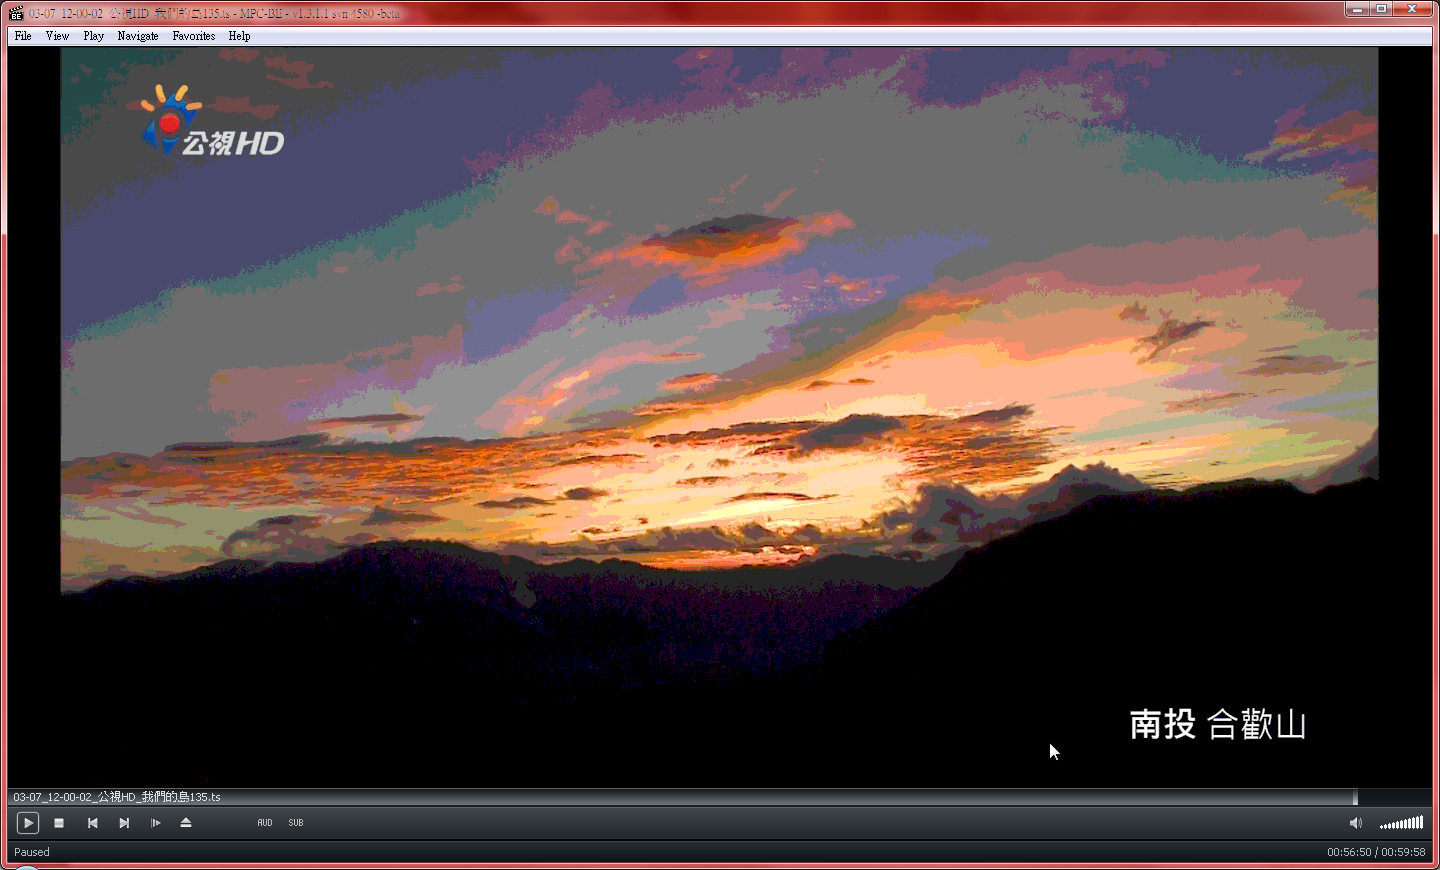 03-07_12-00-02_公視HD_我們的島135.ts - MPC-BE - v1.3.1.1 svn 4580 -beta
File View Play Navigate Favorites Help
公視HD
南投 合歡山
03-07_12-00-02_公視HD_我們的島135.ts
AUD SUB
Paused 00:56:50 / 00:59:58